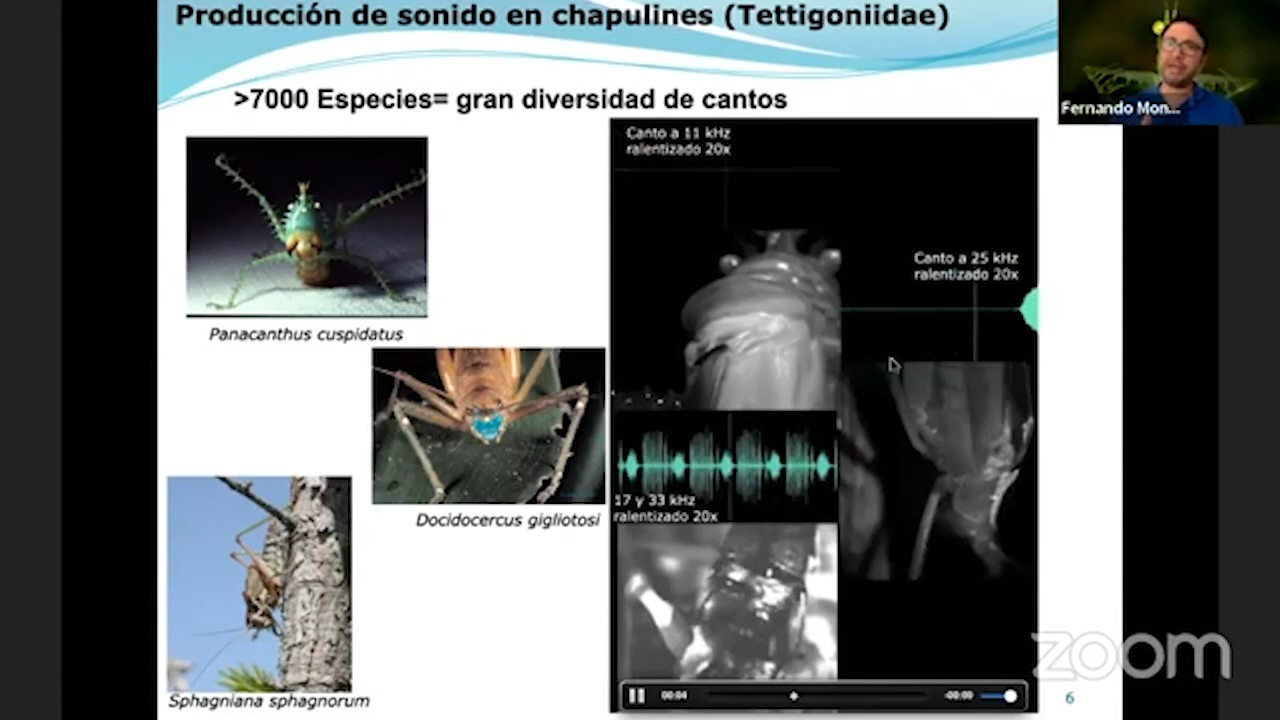 Producción de sonido en chapulines (Tettigoniidae)
>7000 Especies= gran diversidad de cantos
Fernando Mon...
Canto a 11 kHz
ralentizado 20x
Canto a 25 kHz
ralentizado 20x
Panacanthus cuspidatus
17 y 33 kHz
ralentizado 20x
Docidocercus gigliotosi
Sphagniana sphagnorum
00:04
-00:09
6
zoom